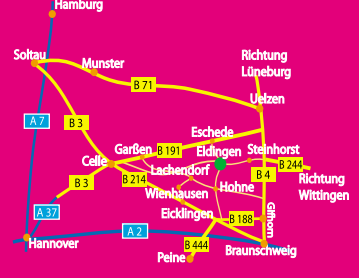 Hamburg
Soltau
Munster
Richtung
Lüneburg
B 71
Uelzen
A 7
B 3
Eschede
Garßen
B 191
Eldingen
Steinhorst
Celle
B 244
Lachendorf
B 214
B 4
Richtung
Wittingen
B 3
Hohne
Wienhausen
A 37
Eicklingen
B 188
Gifhorn
Hannover
A 2
B 444
Braunschweig
Peine